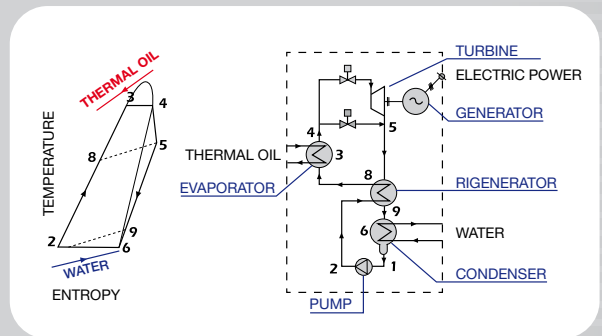 THERMAL OIL
3
4
5
8
9
2
6
TEMPERATURE
WATER
ENTROPY
TURBINE
ELECTRIC POWER
GENERATOR
4
5
THERMAL OIL
3
EVAPORATOR
8
RIGENERATOR
9
6
WATER
2
1
CONDENSER
PUMP